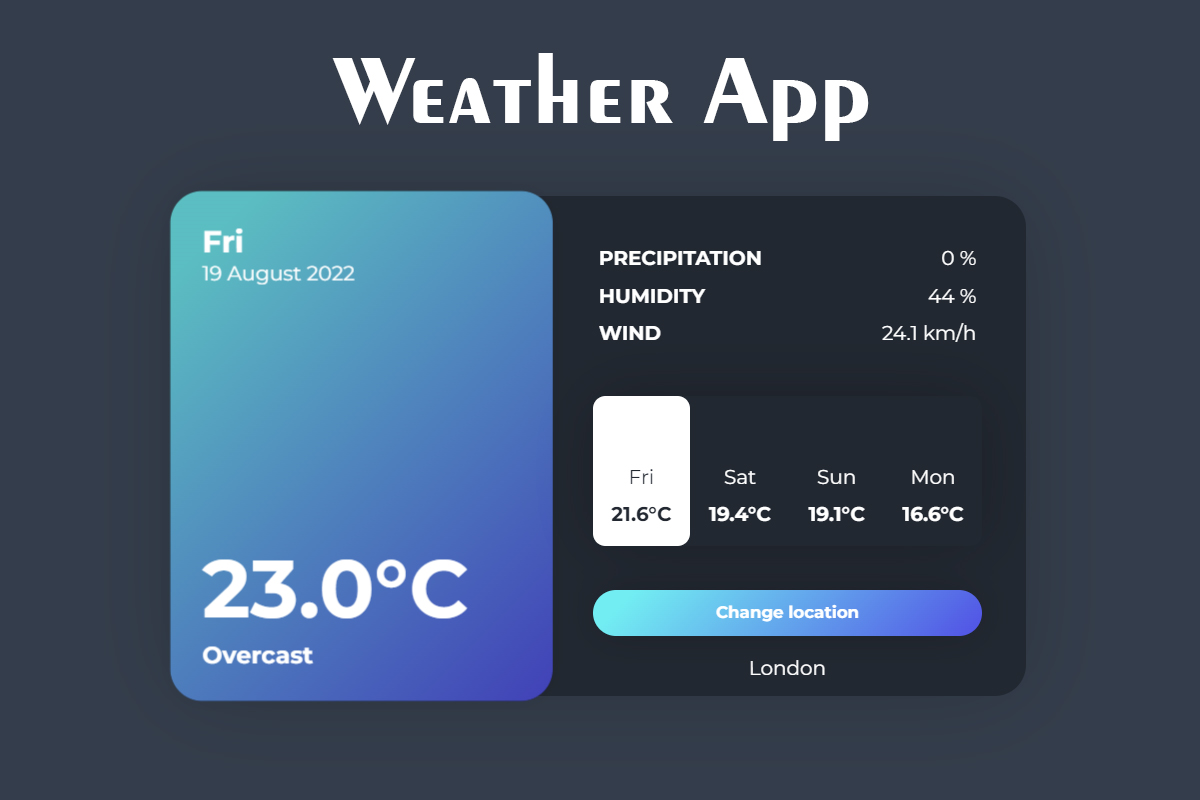 Weather App
Fri
19 August 2022
23.0°C
Overcast
PRECIPITATION 0 %
HUMIDITY 44 %
WIND 24.1 km/h
Fri Sat Sun Mon
21.6°C 19.4°C 19.1°C 16.6°C
Change location
London